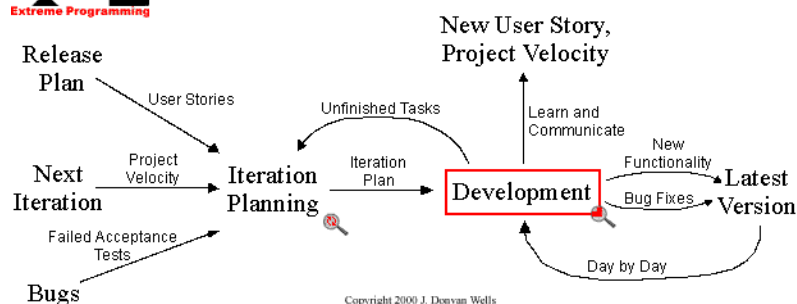 Extreme Programming
New User Story,
Project Velocity
Release
Plan
User Stories
Unfinished Tasks
Learn and
Communicate
New
Functionality
Next
Iteration
Project
Velocity
Iteration
Planning
Iteration
Plan
Development
Bug Fixes
Latest
Version
Failed Acceptance
Tests
Day by Day
Bugs
Copyright 2000 J. Donvan Wells